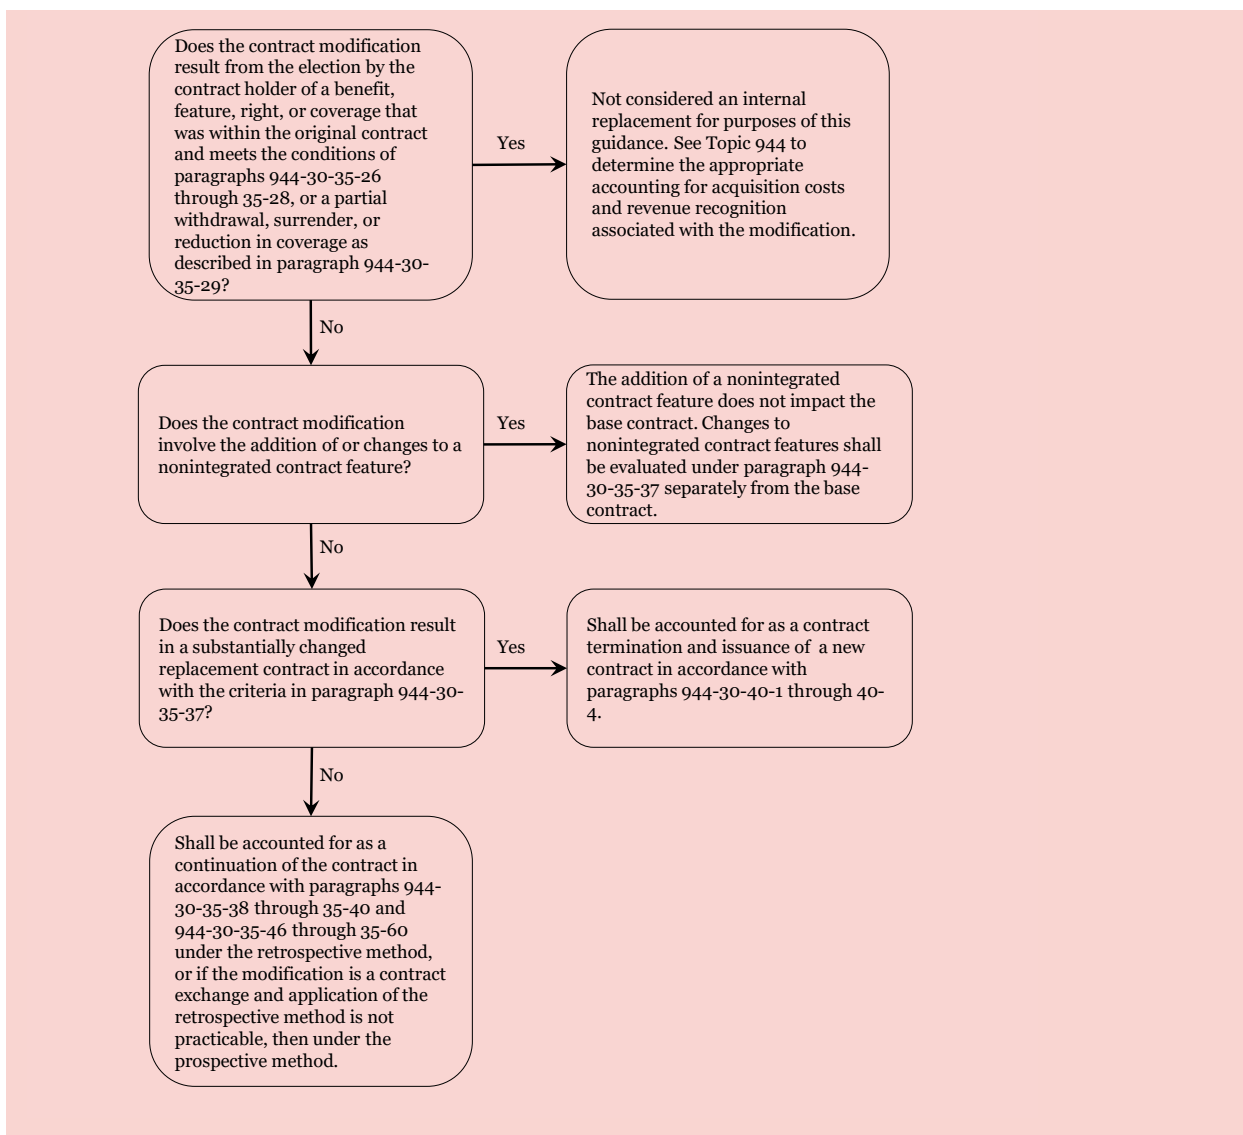 Does the contract modification
result from the election by the
contract holder of a benefit,
feature, right, or coverage that
was within the original contract
and meets the conditions of
paragraphs 944-30-35-26
through 35-28, or a partial
withdrawal, surrender, or
reduction in coverage as
described in paragraph 944-30-
35-29?
Yes
Not considered an internal
replacement for purposes of this
guidance. See Topic 944 to
determine the appropriate
accounting for acquisition costs
and revenue recognition
associated with the modification.
No
Does the contract modification
involve the addition of or changes to a
nonintegrated contract feature?
Yes
The addition of a nonintegrated
contract feature does not impact the
base contract. Changes to
nonintegrated contract features shall
be evaluated under paragraph 944-
30-35-37 separately from the base
contract.
No
Does the contract modification result
in a substantially changed
replacement contract in accordance
with the criteria in paragraph 944-30-
35-37?
Yes
Shall be accounted for as a contract
termination and issuance of  a new
contract in accordance with
paragraphs 944-30-40-1 through 40-
4.
No
Shall be accounted for as a
continuation of the contract in
accordance with paragraphs 944-
30-35-38 through 35-40 and
944-30-35-46 through 35-60
under the retrospective method,
or if the modification is a contract
exchange and application of the
retrospective method is not
practicable, then under the
prospective method.